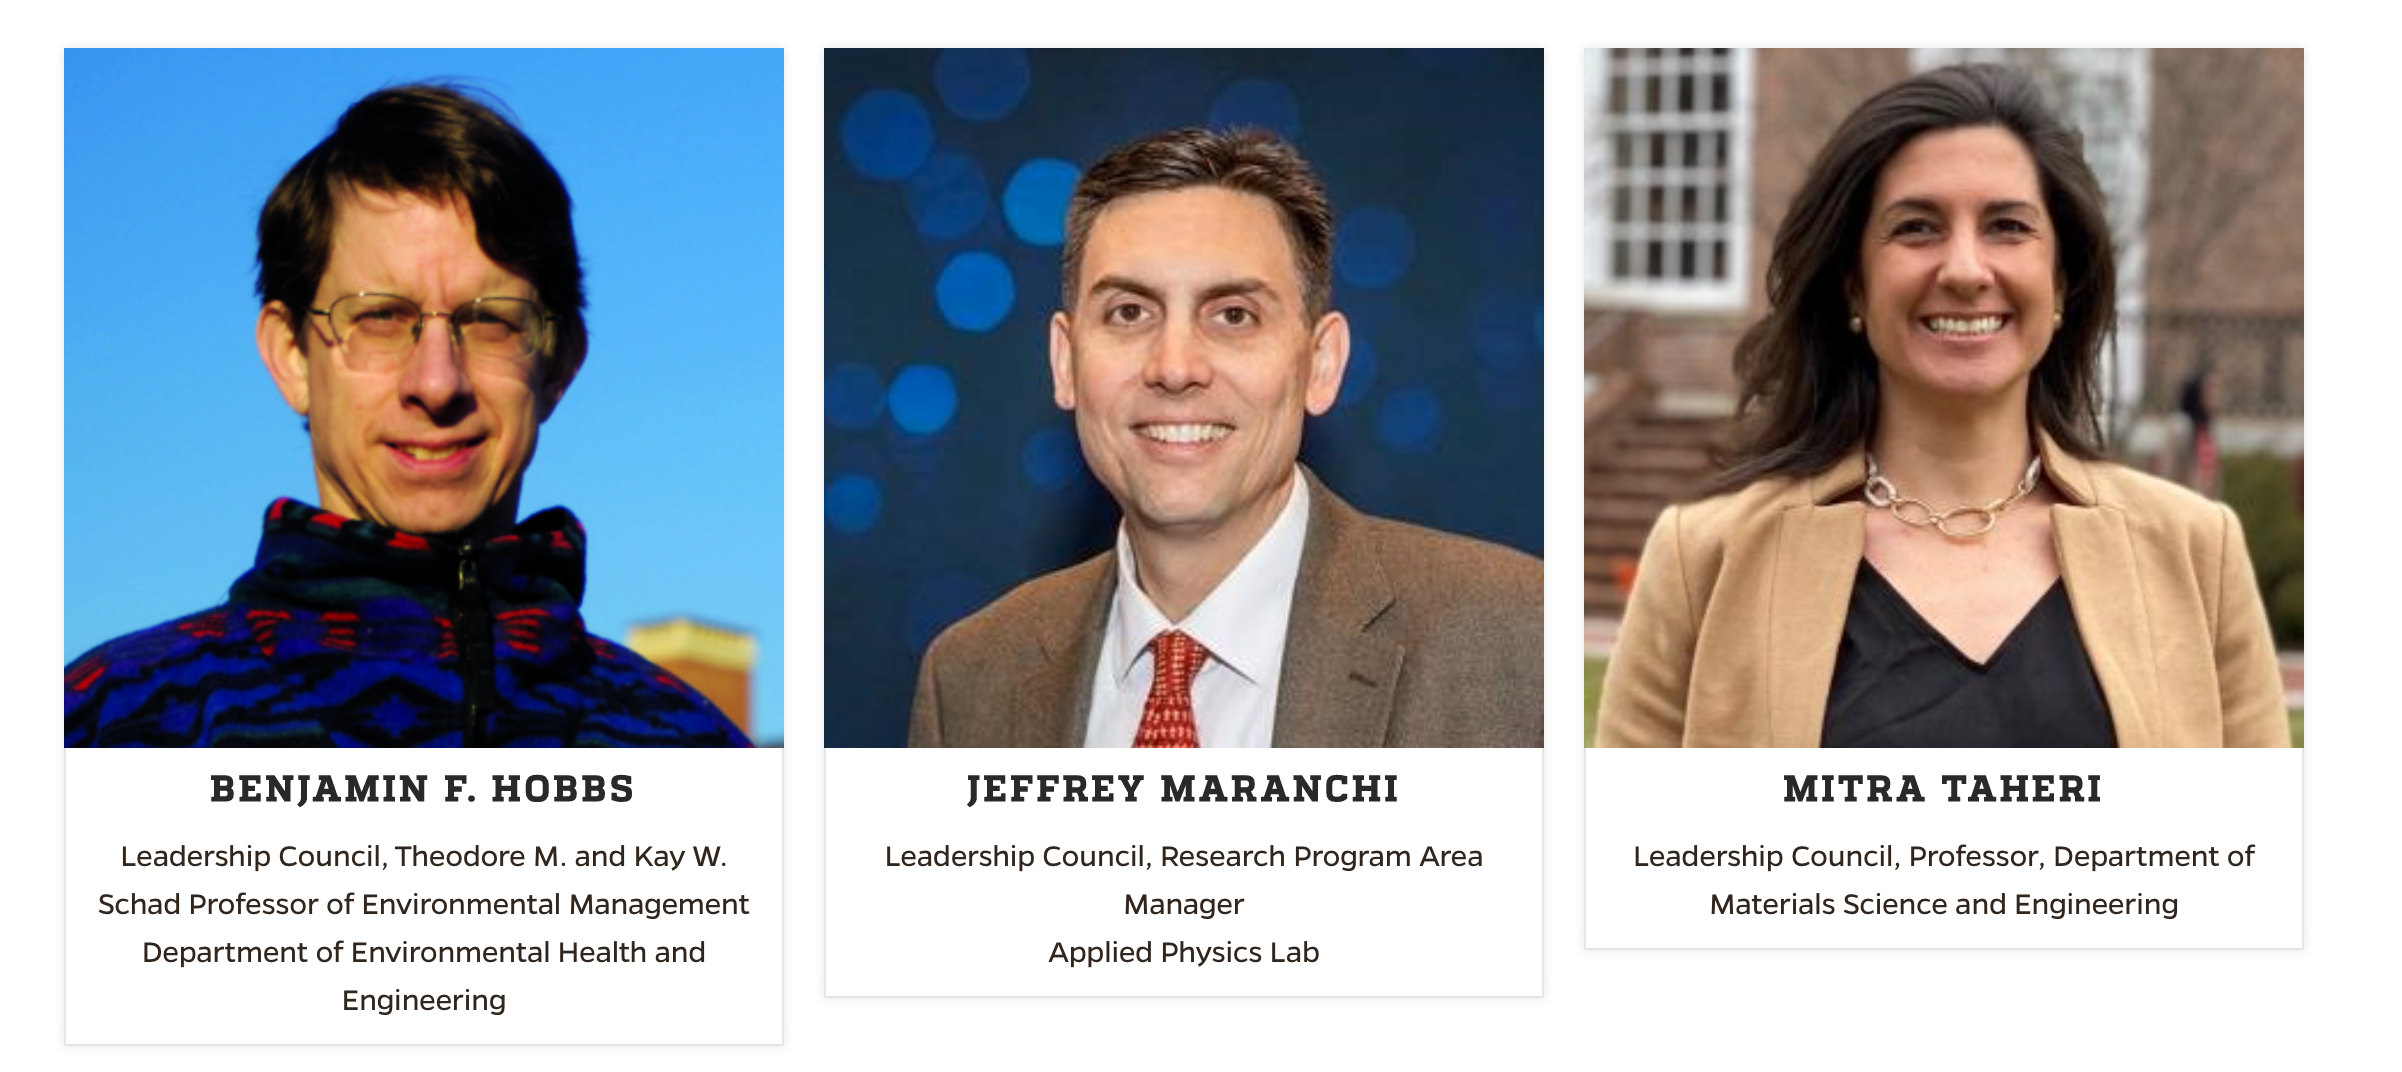 BENJAMIN F. HOBBS
Leadership Council, Theodore M. and Kay W.
Schad Professor of Environmental Management
Department of Environmental Health and
Engineering
JEFFREY MARANCHI
Leadership Council, Research Program Area
Manager
Applied Physics Lab
MITRA TAHERI
Leadership Council, Professor, Department of
Materials Science and Engineering